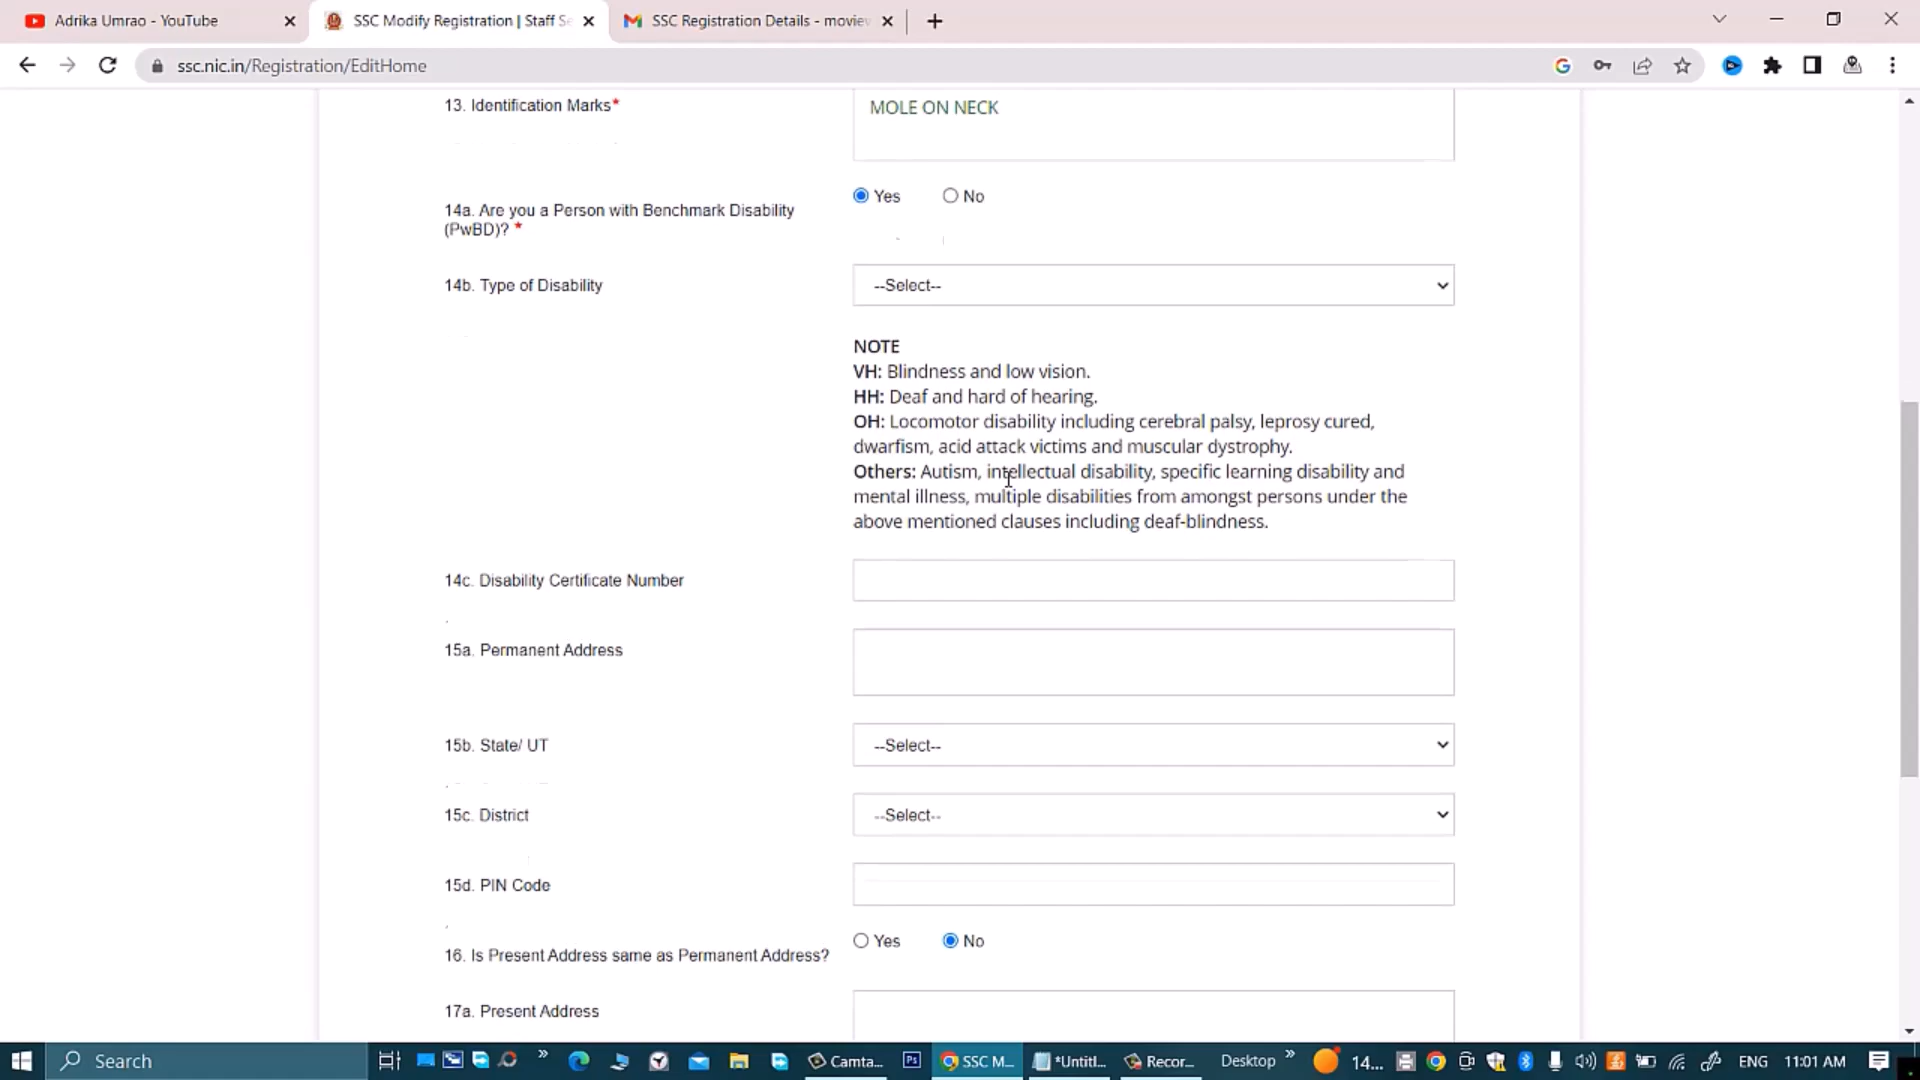 Adrika Umrao - YouTube
SSC Modify Registration | Staff Se
SSC Registration Details - moviev
ssc.nic.in/Registration/EditHome
13. Identification Marks*
MOLE ON NECK
14a. Are you a Person with Benchmark Disability
(PwBD)? *
Yes No
14b. Type of Disability
--Select--
NOTE
VH: Blindness and low vision.
HH: Deaf and hard of hearing.
OH: Locomotor disability including cerebral palsy, leprosy cured,
dwarfism, acid attack victims and muscular dystrophy.
Others: Autism, intellectual disability, specific learning disability and
mental illness, multiple disabilities from amongst persons under the
above mentioned clauses including deaf-blindness.
14c. Disability Certificate Number
15a. Permanent Address
15b. State/ UT
--Select--
15c. District
--Select--
15d. PIN Code
16. Is Present Address same as Permanent Address?
Yes No
17a. Present Address
Search
Camta...
Ps
SSC M...
*Untitl...
Recor...
Desktop
14...
ENG
11:01 AM